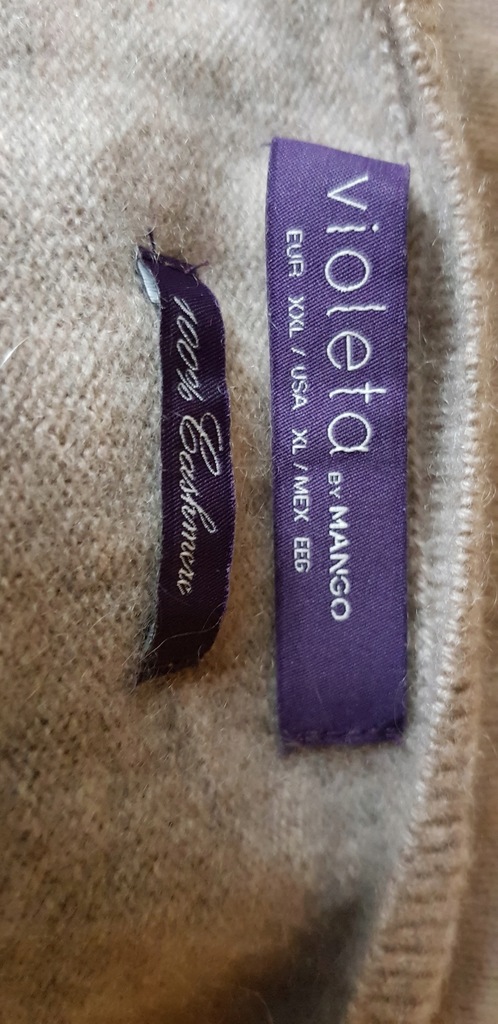 violeta BY MANGO
EUR XXL / USA XL / MEX EEG
100% Cashmere